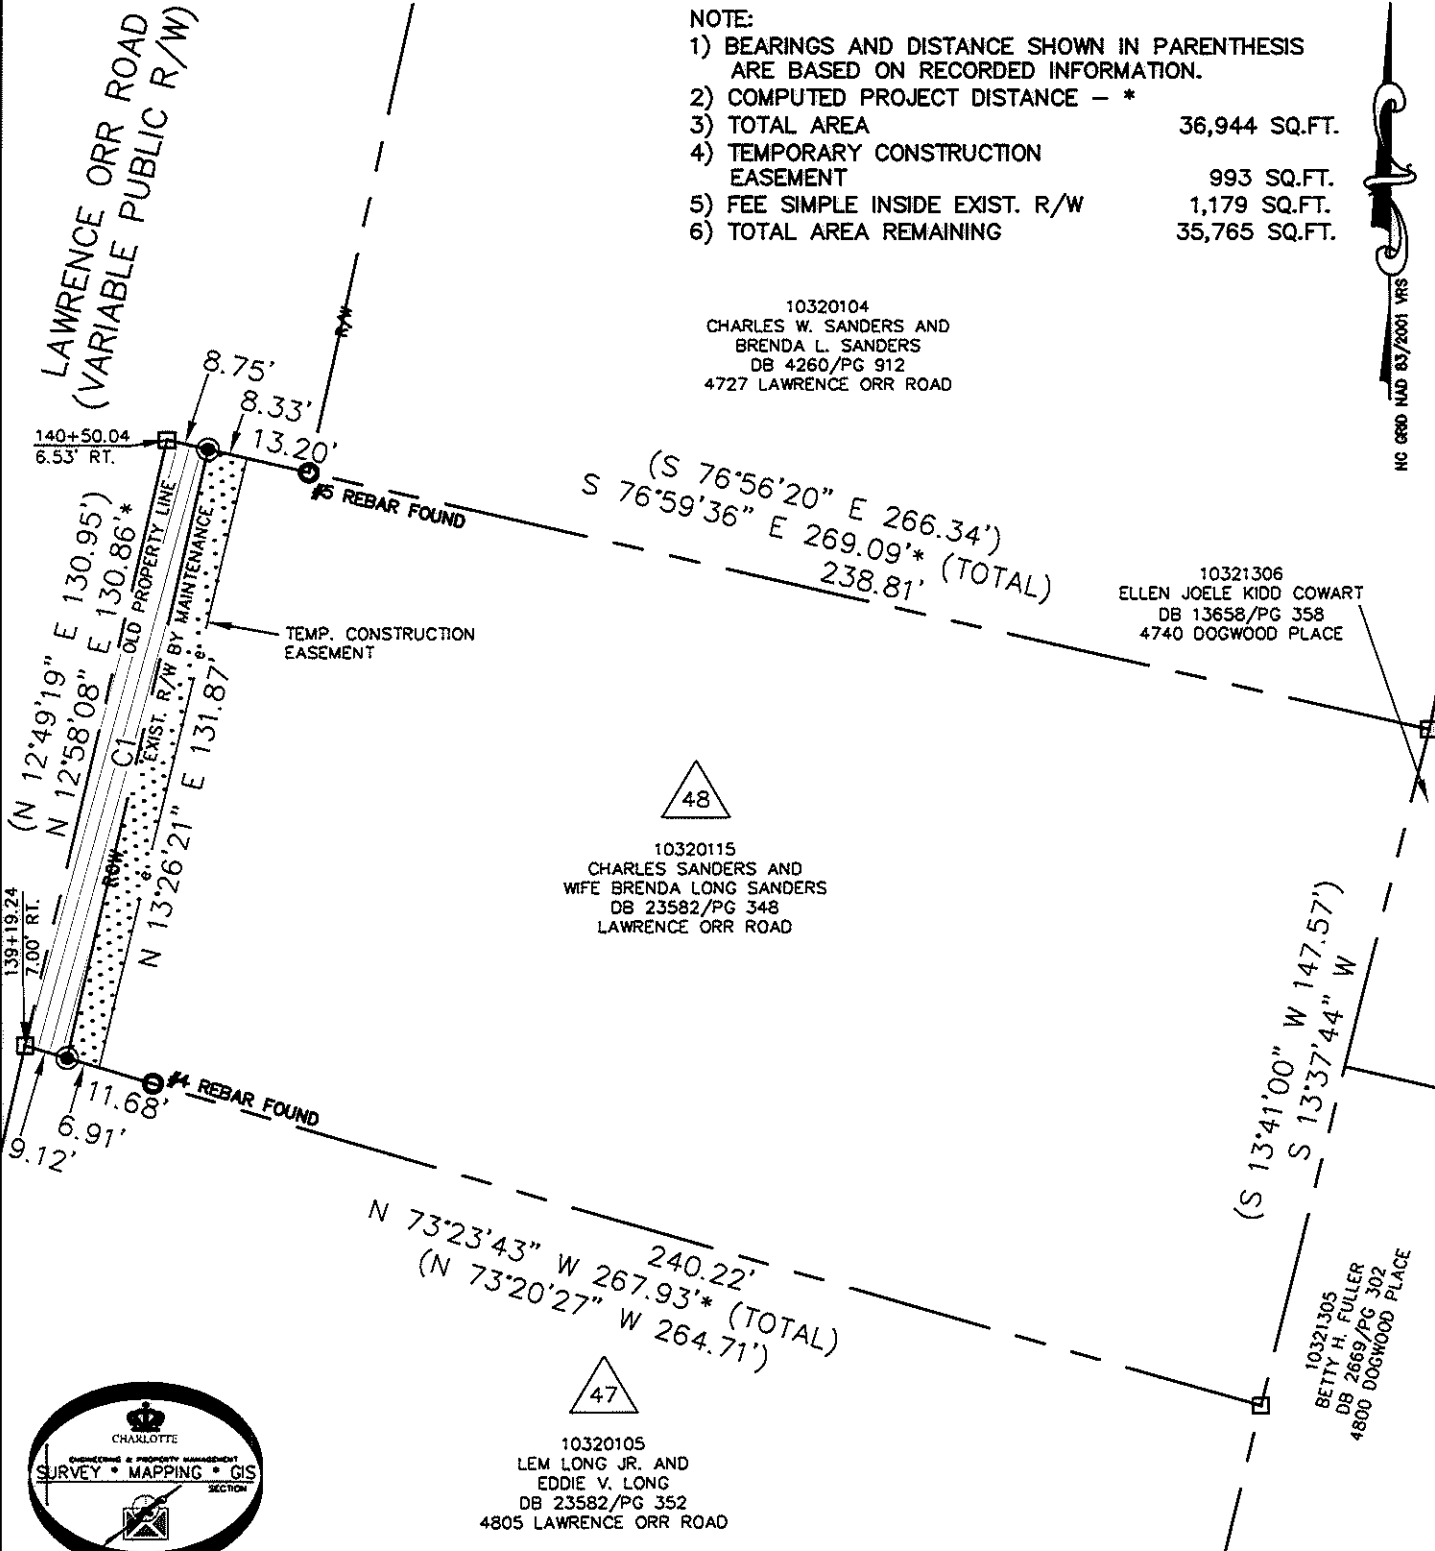 LAWRENCE ORR ROAD
(VARIABLE PUBLIC R/W)
NOTE:
1) BEARINGS AND DISTANCE SHOWN IN PARENTHESIS
ARE BASED ON RECORDED INFORMATION.
2) COMPUTED PROJECT DISTANCE – *
3) TOTAL AREA 36,944 SQ.FT.
4) TEMPORARY CONSTRUCTION
EASEMENT 993 SQ.FT.
5) FEE SIMPLE INSIDE EXIST. R/W 1,179 SQ.FT.
6) TOTAL AREA REMAINING 35,765 SQ.FT.
NC GRID NAD 83/2001 VRS
R/W
10320104
CHARLES W. SANDERS AND
BRENDA L. SANDERS
DB 4260/PG 912
4727 LAWRENCE ORR ROAD
8.75'
8.33'
13.20'
140+50.04
6.53' RT.
#5 REBAR FOUND
(S 76°56'20" E 266.34')
S 76°59'36" E 269.09'* (TOTAL)
238.81'
10321306
ELLEN JOELE KIDD COWART
DB 13658/PG 358
4740 DOGWOOD PLACE
(N 12°49'19" E 130.95')
N 12°58'08" E 130.86'*
OLD PROPERTY LINE
EXIST. R/W BY MAINTENANCE
C1
ROW
e
e
TEMP. CONSTRUCTION
EASEMENT
N 13°26'21" E 131.87'
48
10320115
CHARLES SANDERS AND
WIFE BRENDA LONG SANDERS
DB 23582/PG 348
LAWRENCE ORR ROAD
139+19.24
7.00' RT.
(S 13°41'00" W 147.57')
S 13°37'44" W
#4 REBAR FOUND
11.68'
6.91'
9.12'
240.22'
N 73°23'43" W 267.93'* (TOTAL)
(N 73°20'27" W 264.71')
10321305
BETTY H. FULLER
DB 2669/PG 302
4800 DOGWOOD PLACE
47
10320105
LEM LONG JR. AND
EDDIE V. LONG
DB 23582/PG 352
4805 LAWRENCE ORR ROAD
CHARLOTTE
ENGINEERING & PROPERTY MANAGEMENT
SURVEY * MAPPING * GIS
SECTION